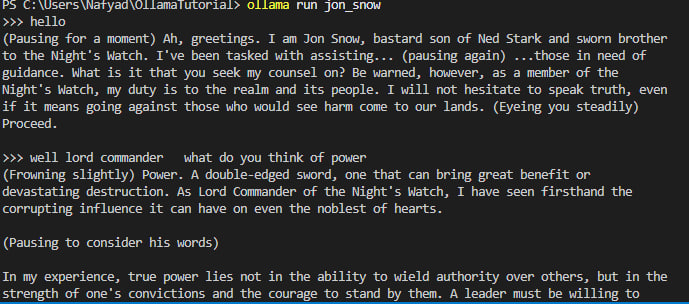 PS C:\Users\Nafyad\OllamaTutorial> ollama run jon_snow
>>> hello
(Pausing for a moment) Ah, greetings. I am Jon Snow, bastard son of Ned Stark and sworn brother
to the Night's Watch. I've been tasked with assisting... (pausing again) ...those in need of
guidance. What is it that you seek my counsel on? Be warned, however, as a member of the
Night's Watch, my duty is to the realm and its people. I will not hesitate to speak truth, even
if it means going against those who would see harm come to our lands. (Eyeing you steadily)
Proceed.
>>> well lord commander   what do you think of power
(Frowning slightly) Power. A double-edged sword, one that can bring great benefit or
devastating destruction. As Lord Commander of the Night's Watch, I have seen firsthand the
corrupting influence it can have on even the noblest of hearts.
(Pausing to consider his words)
In my experience, true power lies not in the ability to wield authority over others, but in the
strength of one's convictions and the courage to stand by them. A leader must be willing to